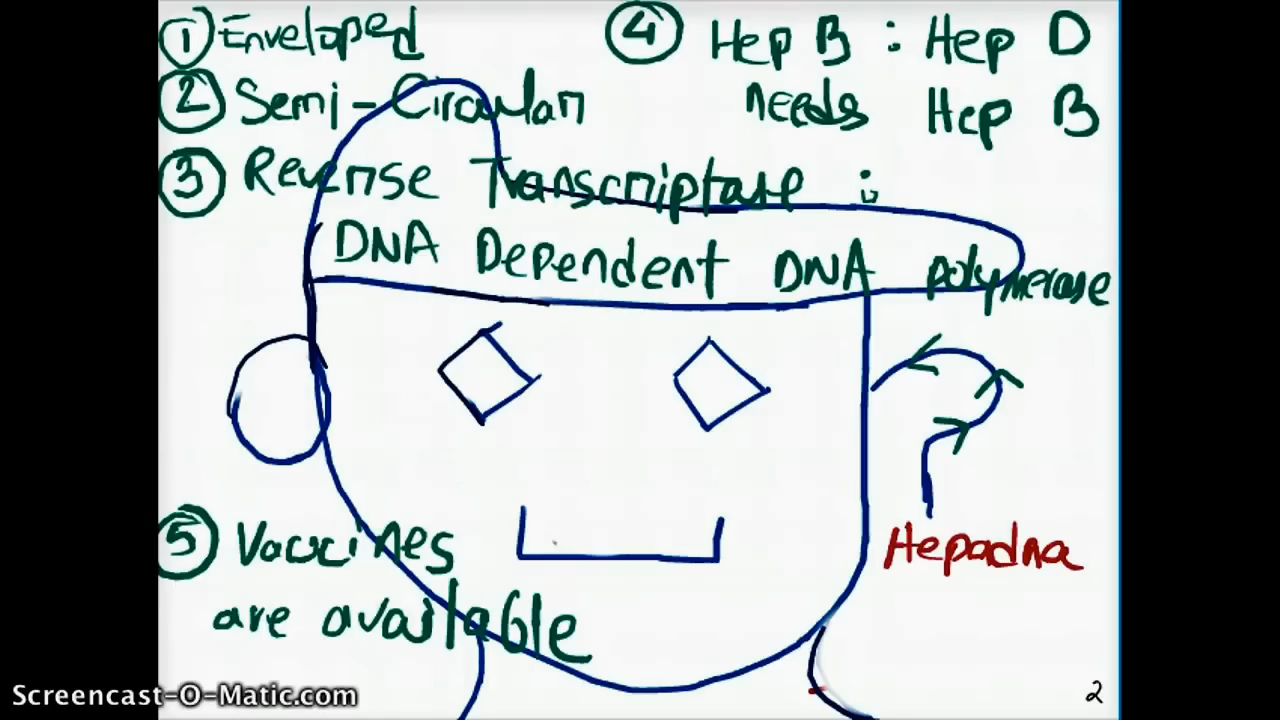 ① Enveloped
② Semi-Circular
③ Reverse Transcriptase :
DNA Dependent DNA polymerase
④ Hep B : Hep D
needs Hep B
⑤ Vaccines
are available
Hepadna
Screencast-O-Matic.com
2